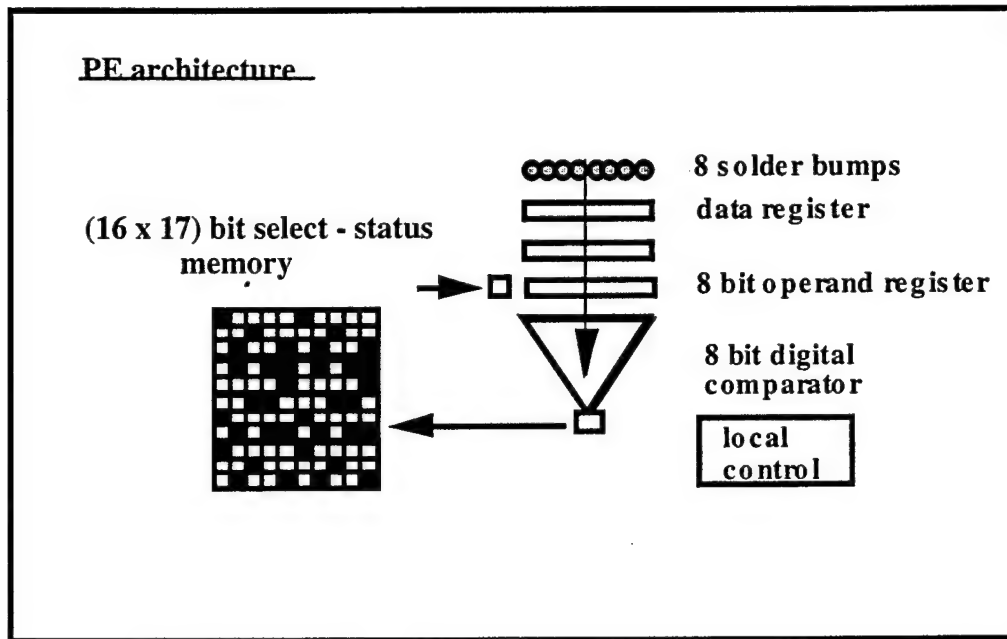 PE architecture
8 solder bumps
data register
(16 x 17) bit select - status
memory
8 bit operand register
8 bit digital
comparator
local
control